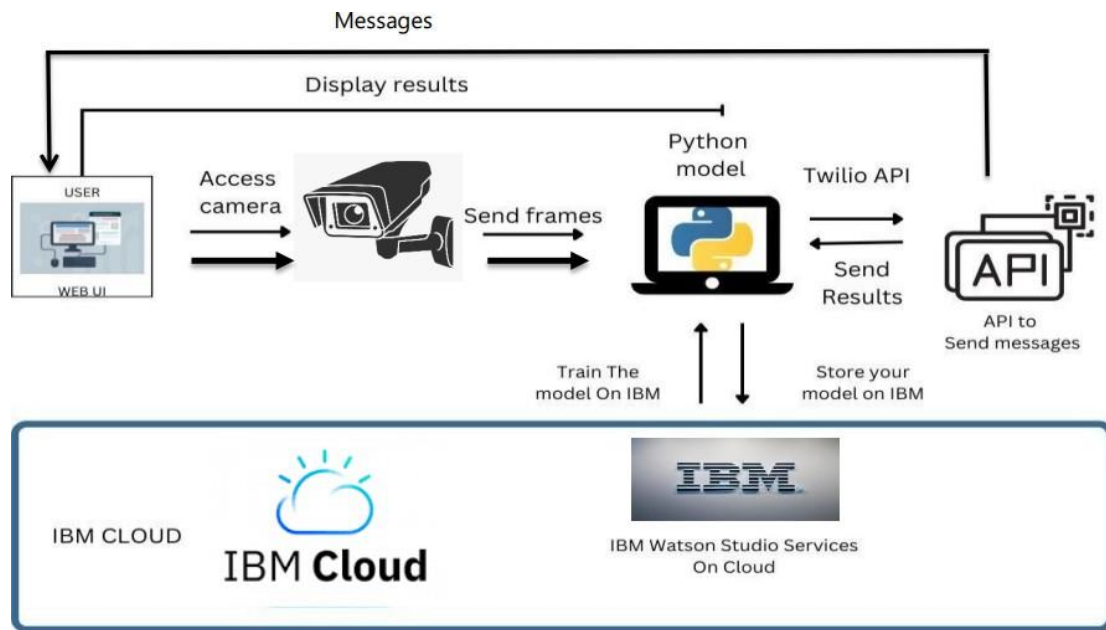 Messages
Display results
Python
model
USER
WEB UI
Access
camera
Send frames
Twilio API
Send
Results
API
API to
Send messages
Train The
model On IBM
Store your
model on IBM
IBM CLOUD
IBM Cloud
IBM
IBM Watson Studio Services
On Cloud